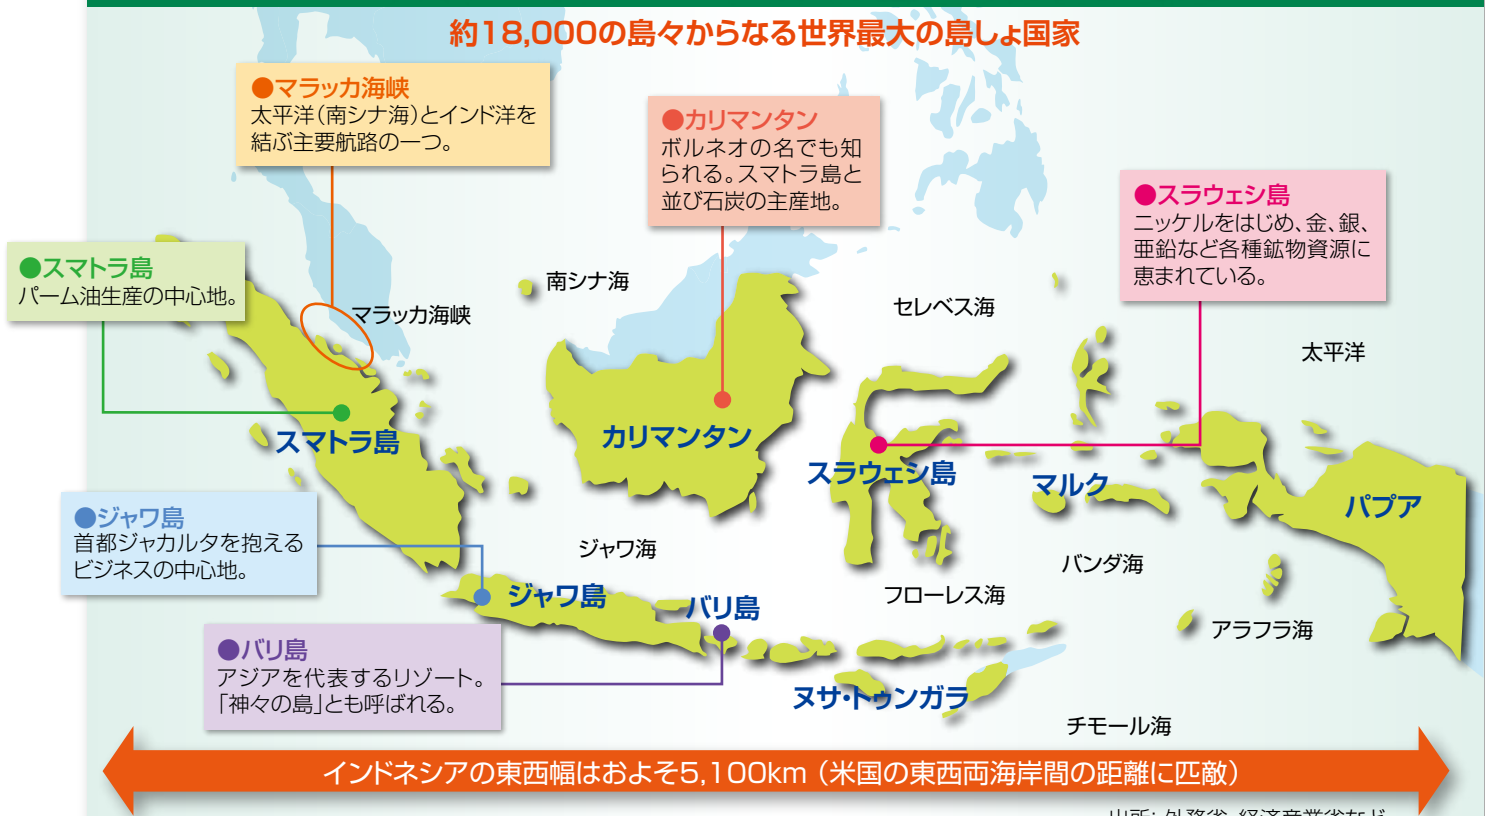 約18,000の島々からなる世界最大の島しょ国家
●マラッカ海峡
太平洋(南シナ海)とインド洋を
結ぶ主要航路の一つ。
●カリマンタン
ボルネオの名でも知
られる。スマトラ島と
並び石炭の主産地。
●スラウェシ島
ニッケルをはじめ、金、銀、
亜鉛など各種鉱物資源に
恵まれている。
●スマトラ島
パーム油生産の中心地。
南シナ海
マラッカ海峡
セレベス海
太平洋
スマトラ島
カリマンタン
スラウェシ島
マルク
パプア
●ジャワ島
首都ジャカルタを抱える
ビジネスの中心地。
ジャワ海
バンダ海
フローレス海
ジャワ島
バリ島
アラフラ海
●バリ島
アジアを代表するリゾート。
「神々の島」とも呼ばれる。
ヌサ・トゥンガラ
チモール海
インドネシアの東西幅はおよそ5,100km(米国の東西両海岸間の距離に匹敵)
出所:外務省、経済産業省など